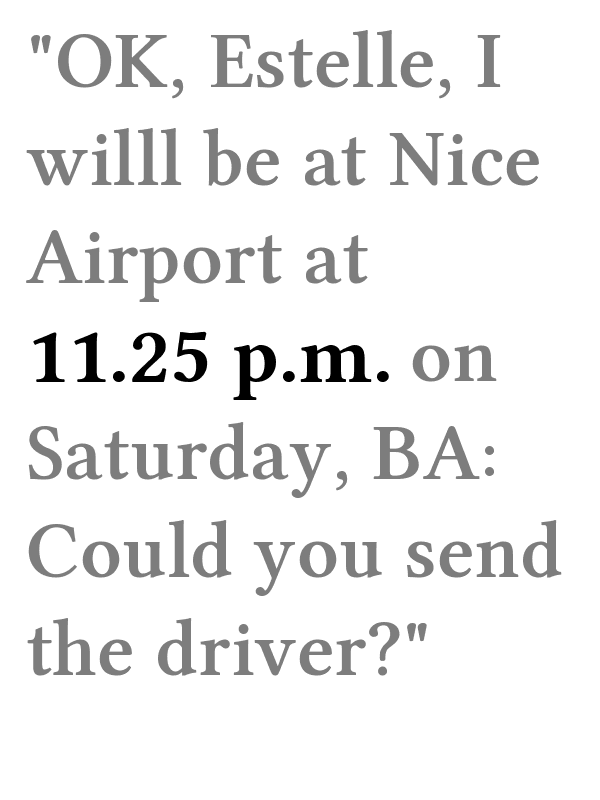 "OK, Estelle, I
willl be at Nice
Airport at
11.25 p.m. on
Saturday, BA:
Could you send
the driver?"